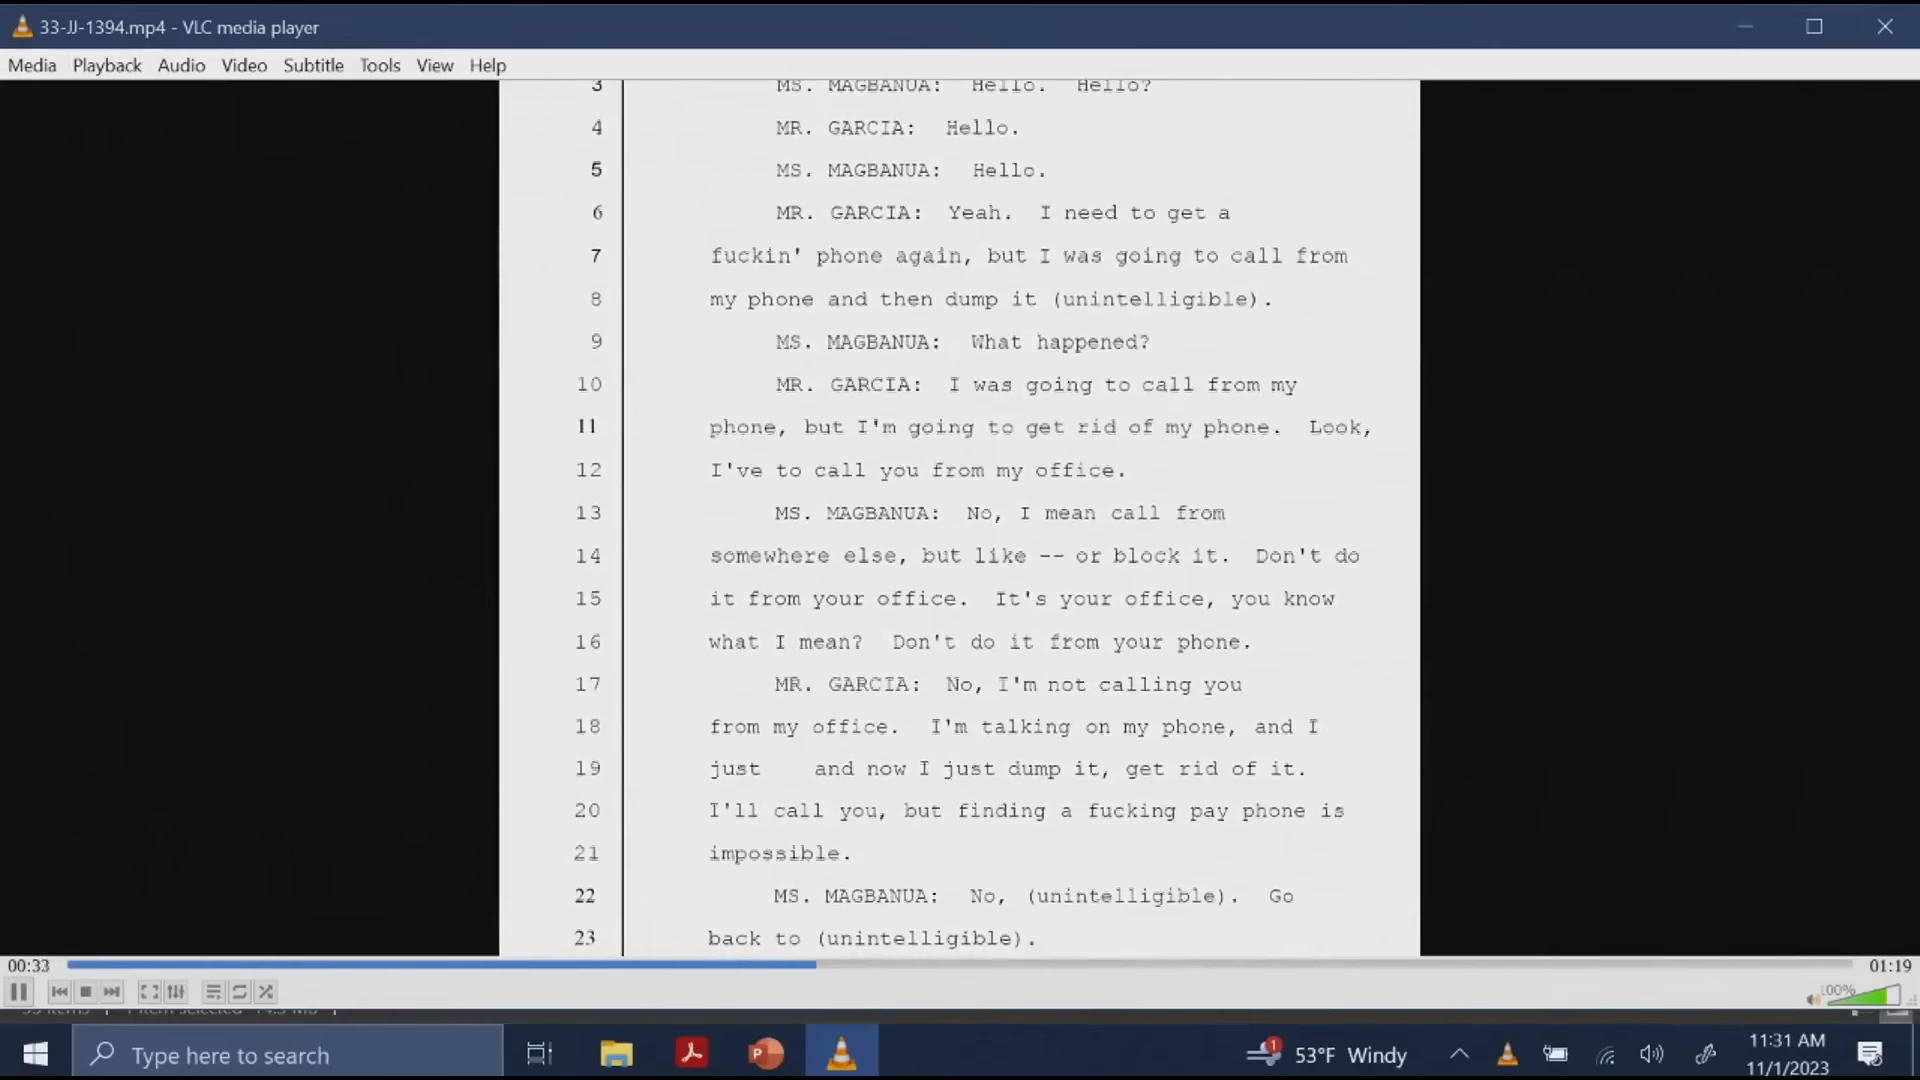 33-JJ-1394.mp4 - VLC media player
Media Playback Audio Video Subtitle Tools View Help
3 MS. MAGBANUA: Hello. Hello?
4 MR. GARCIA: Hello.
5 MS. MAGBANUA: Hello.
6 MR. GARCIA: Yeah. I need to get a
7 fuckin' phone again, but I was going to call from
8 my phone and then dump it (unintelligible).
9 MS. MAGBANUA: What happened?
10 MR. GARCIA: I was going to call from my
11 phone, but I'm going to get rid of my phone. Look,
12 I've to call you from my office.
13 MS. MAGBANUA: No, I mean call from
14 somewhere else, but like -- or block it. Don't do
15 it from your office. It's your office, you know
16 what I mean? Don't do it from your phone.
17 MR. GARCIA: No, I'm not calling you
18 from my office. I'm talking on my phone, and I
19 just and now I just dump it, get rid of it.
20 I'll call you, but finding a fucking pay phone is
21 impossible.
22 MS. MAGBANUA: No, (unintelligible). Go
23 back to (unintelligible).
00:33 01:19
100%
Type here to search
1 53°F Windy
11:31 AM
11/1/2023